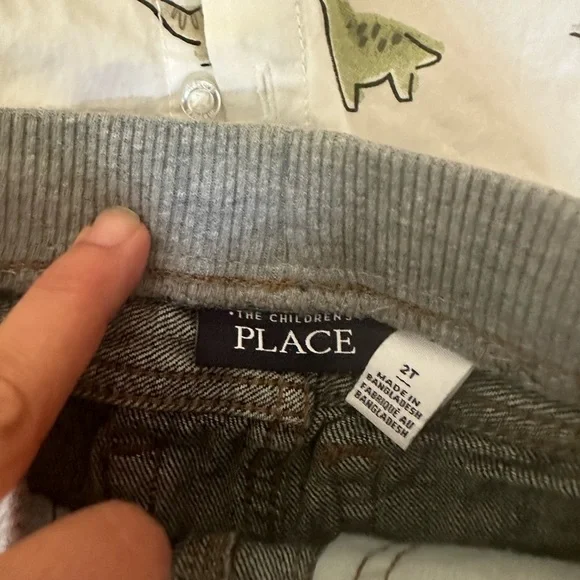 •THE CHILDREN'S
PLACE
2T
MADE IN
BANGLADESH
FABRIQUÉ AU
BANGLADESH